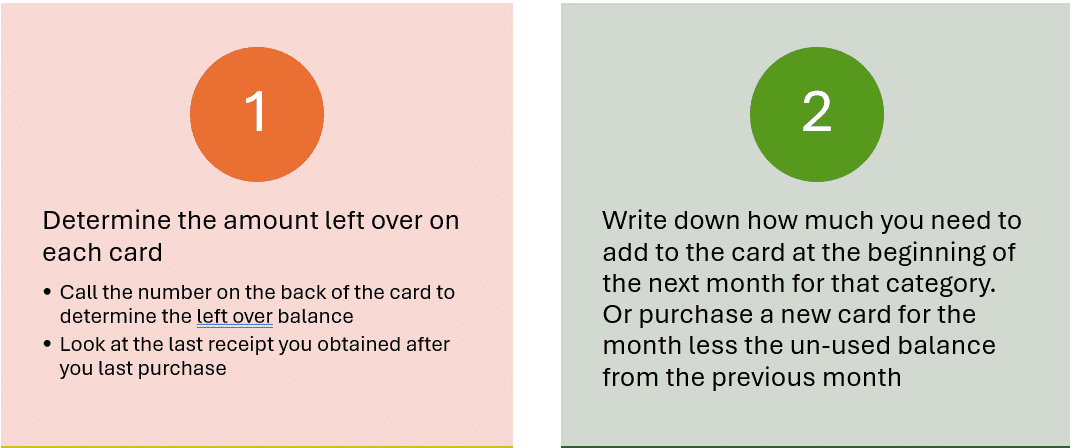 1
Determine the amount left over on
each card
• Call the number on the back of the card to
determine the left over balance
• Look at the last receipt you obtained after
you last purchase
2
Write down how much you need to
add to the card at the beginning of
the next month for that category.
Or purchase a new card for the
month less the un-used balance
from the previous month